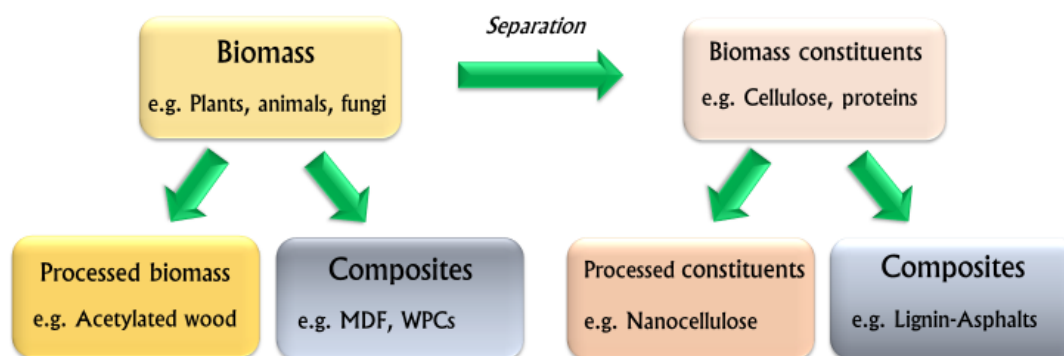 Separation
Biomass
e.g. Plants, animals, fungi
Biomass constituents
e.g. Cellulose, proteins
Processed biomass
e.g. Acetylated wood
Composites
e.g. MDF, WPCs
Processed constituents
e.g. Nanocellulose
Composites
e.g. Lignin-Asphalts